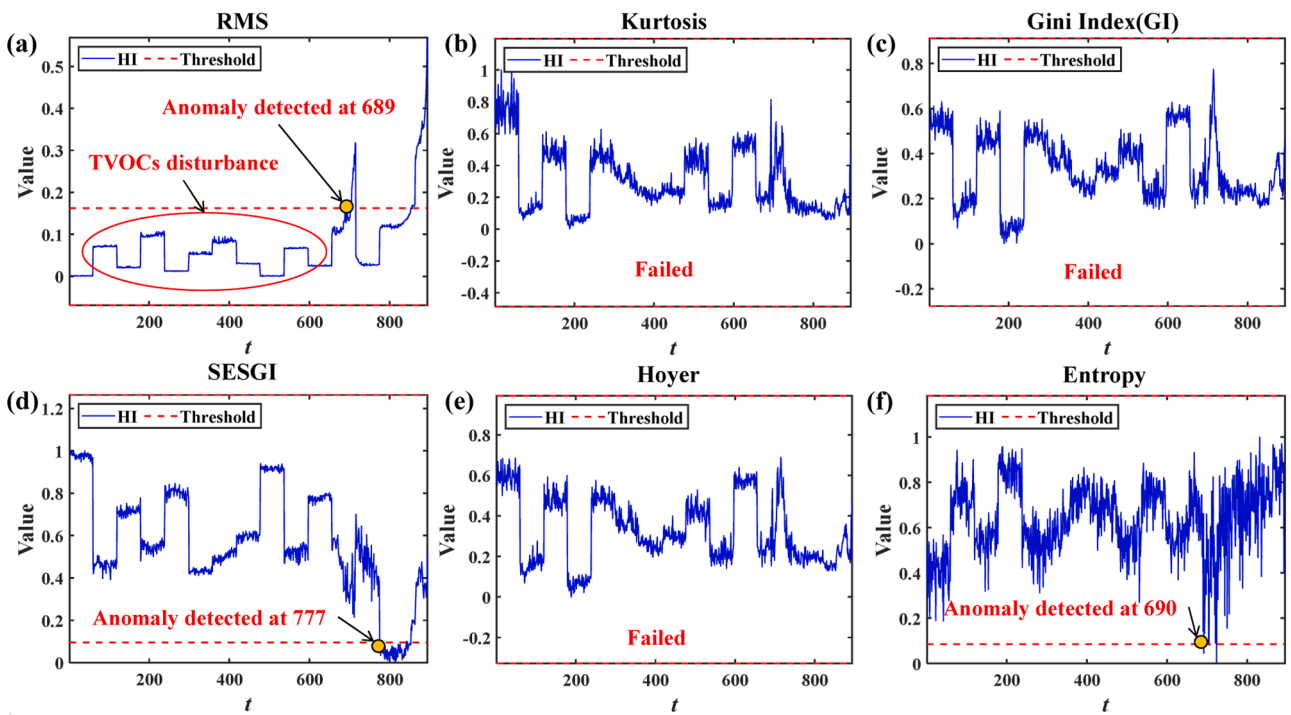 RMS
(a)
HI
Threshold
Anomaly detected at 689
TVOCs disturbance
Value
0.5
0.4
0.3
0.2
0.1
0
200
400
600
800
t
Kurtosis
(b)
HI
Threshold
Failed
Value
1
0.8
0.6
0.4
0.2
0
-0.2
-0.4
200
400
600
800
t
Gini Index(GI)
(c)
HI
Threshold
Failed
Value
0.8
0.6
0.4
0.2
0
-0.2
200
400
600
800
t
SESGI
(d)
HI
Threshold
Anomaly detected at 777
Value
1.2
1
0.8
0.6
0.4
0.2
0
200
400
600
800
t
Hoyer
(e)
HI
Threshold
Failed
Value
0.8
0.6
0.4
0.2
0
-0.2
200
400
600
800
t
Entropy
(f)
HI
Threshold
Anomaly detected at 690
Value
1
0.8
0.6
0.4
0.2
0
200
400
600
800
t